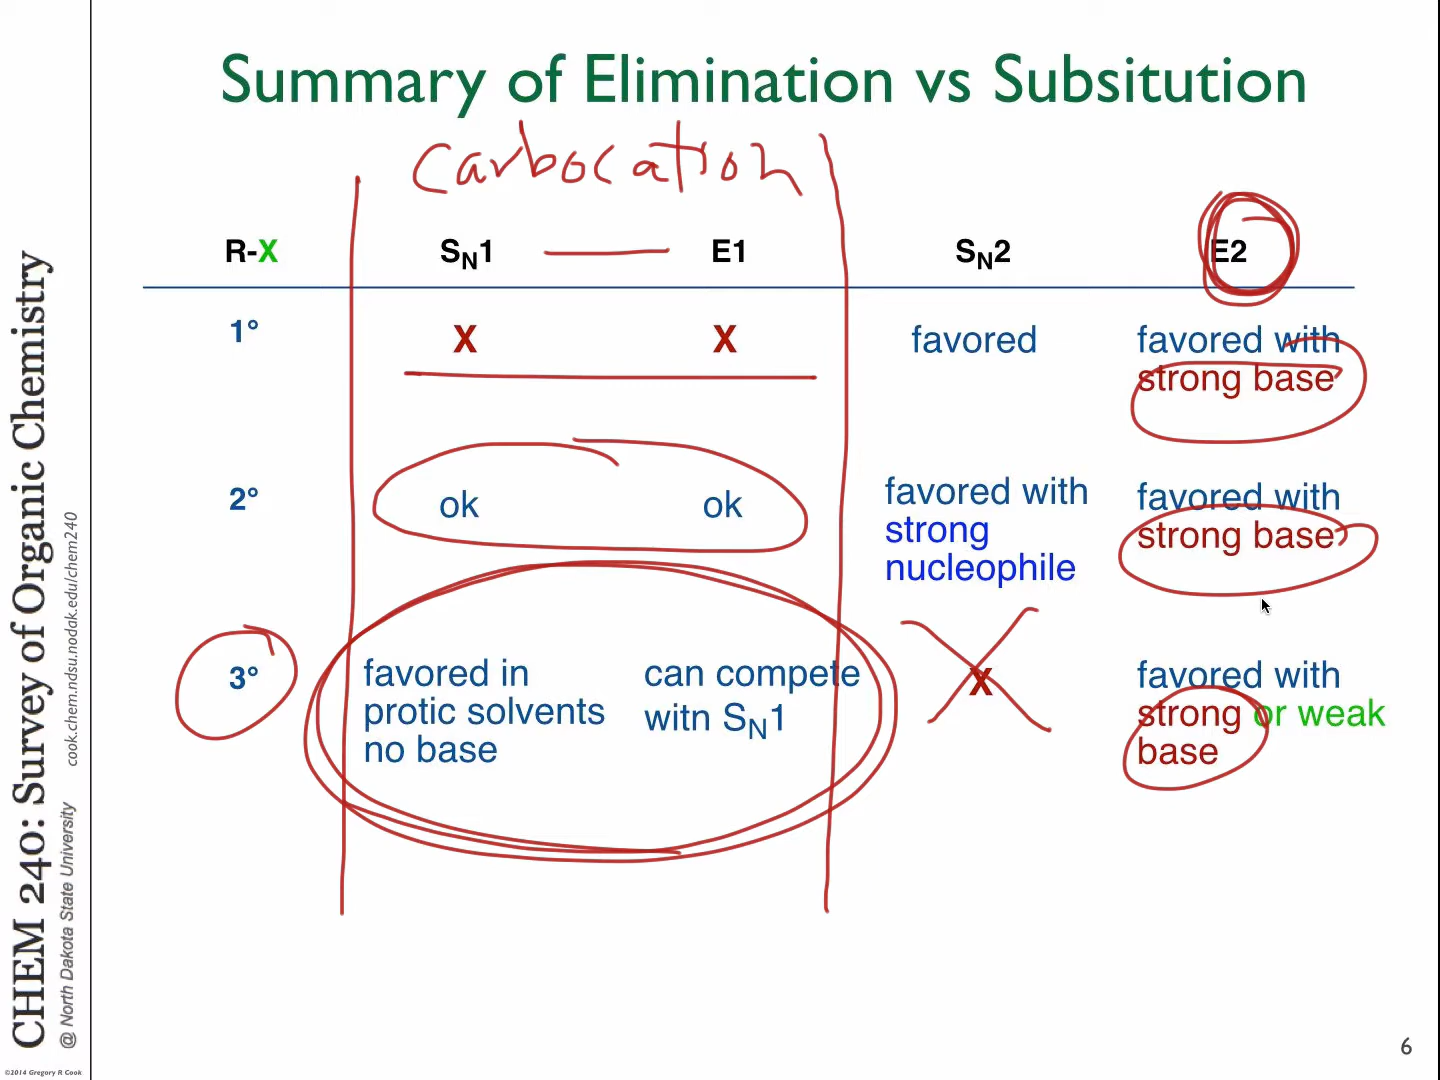 Summary of Elimination vs Subsitution
carbocation
R-X SN1 E1 SN2 E2
1° X X favored favored with
strong base
2° ok ok favored with
strong
nucleophile
favored with
strong base
3° favored in
protic solvents
no base
can compete
witn SN1
X
favored with
strong or weak
base
CHEM 240: Survey of Organic Chemistry
@ North Dakota State University cook.chem.ndsu.nodak.edu/chem240
©2014 Gregory R Cook
6